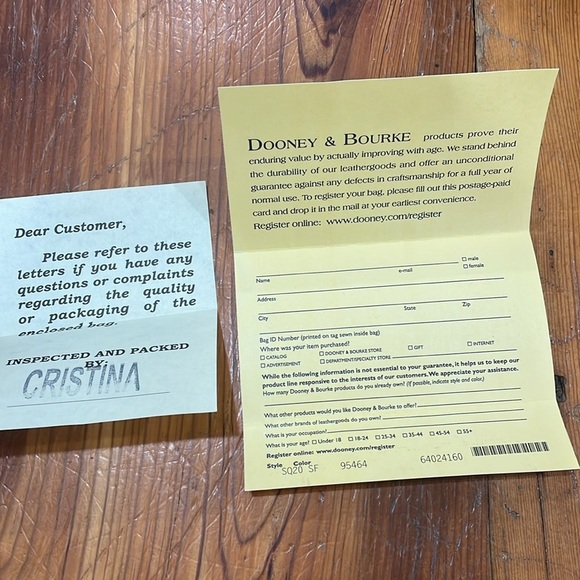 Dear Customer,
Please refer to these
letters if you have any
questions or complaints
regarding the quality
or packaging of the
enclosed bag.
INSPECTED AND PACKED
BY:
CRISTINA
DOONEY & BOURKE products prove their
enduring value by actually improving with age. We stand behind
the durability of our leathergoods and offer an unconditional
guarantee against any defects in craftsmanship for a full year of
normal use. To register your bag, please fill out this postage-paid
card and drop it in the mail at your earliest convenience.
Register online: www.dooney.com/register
male
Name e-mail female
Address
City State Zip
Bag ID Number (printed on tag sewn inside bag)
Where was your item purchased?
CATALOG DOONEY & BOURKE STORE GIFT INTERNET
ADVERTISEMENT DEPARTMENT/SPECIALTY STORE
While the following information is not essential to your guarantee, it helps us to keep our
product line responsive to the interests of our customers. We appreciate your assistance.
How many Dooney & Bourke products do you already own? (if possible, indicate style and color.)
What other products would you like Dooney & Bourke to offer?
What other brands of leathergoods do you own?
What is your occupation?
What is your age? Under 18 18-24 25-34 35-44 45-54 55+
Register online: www.dooney.com/register
Style Color
SQ20 SF 95464 64024160